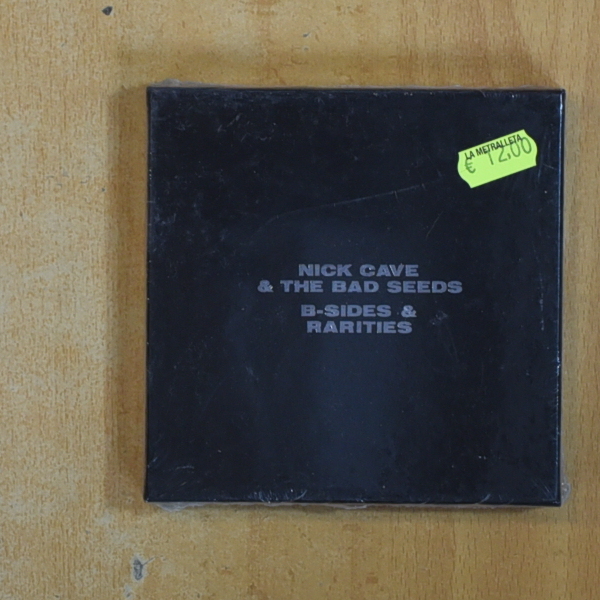 LA METRALLETA
€ 12,00
NICK CAVE
& THE BAD SEEDS
B-SIDES &
RARITIES